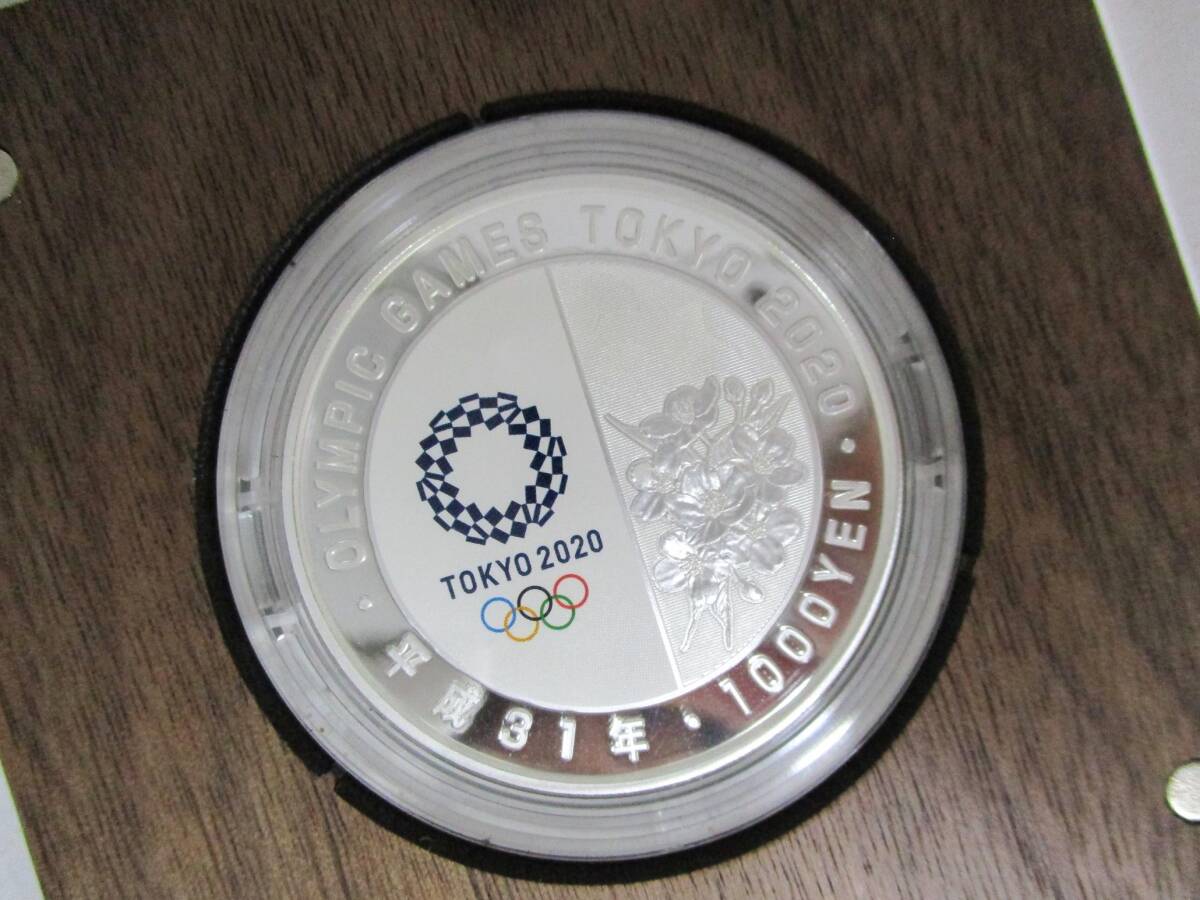 OLYMPIC GAMES TOKYO 2020
TOKYO 2020
平成31年・1000YEN・